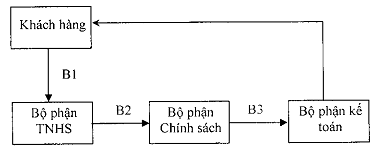 Khách hàng
B1
Bộ phận
TNHS
B2
Bộ phận
Chính sách
B3
Bộ phận kế
toán